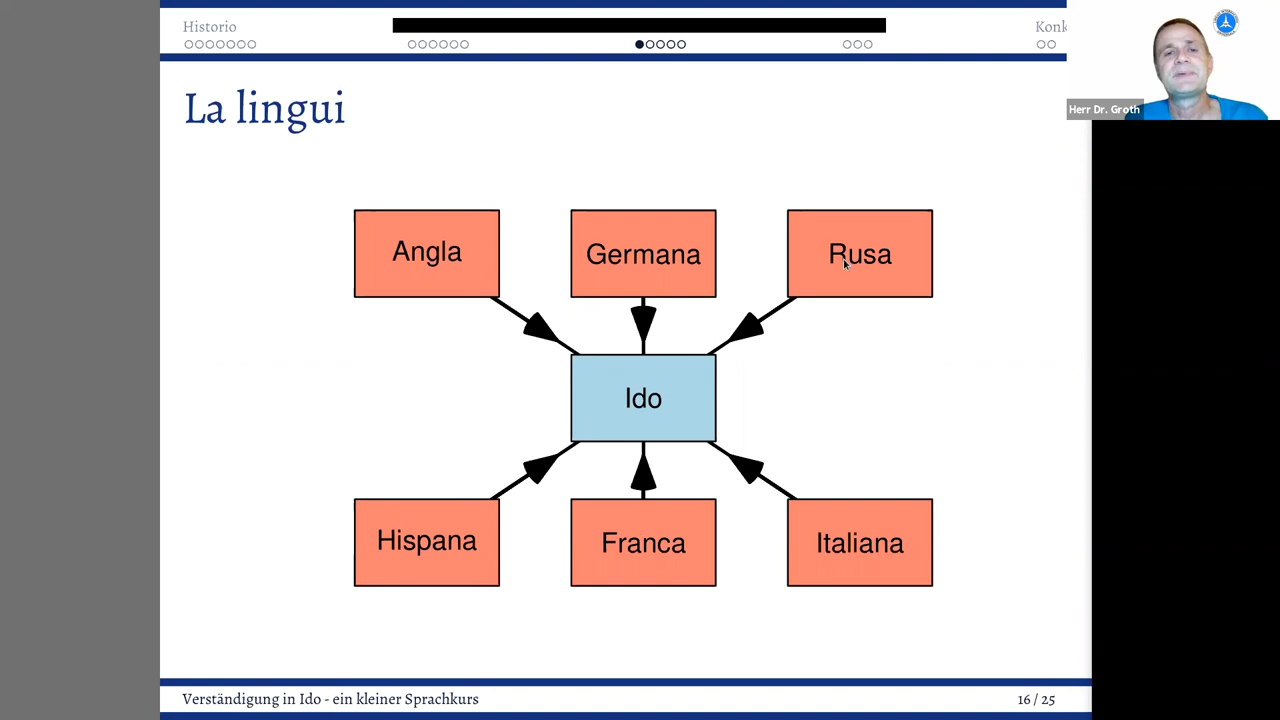 Historio
Konk
Herr Dr. Groth
La lingui
Angla
Germana
Rusa
Ido
Hispana
Franca
Italiana
Verständigung in Ido - ein kleiner Sprachkurs
16 / 25